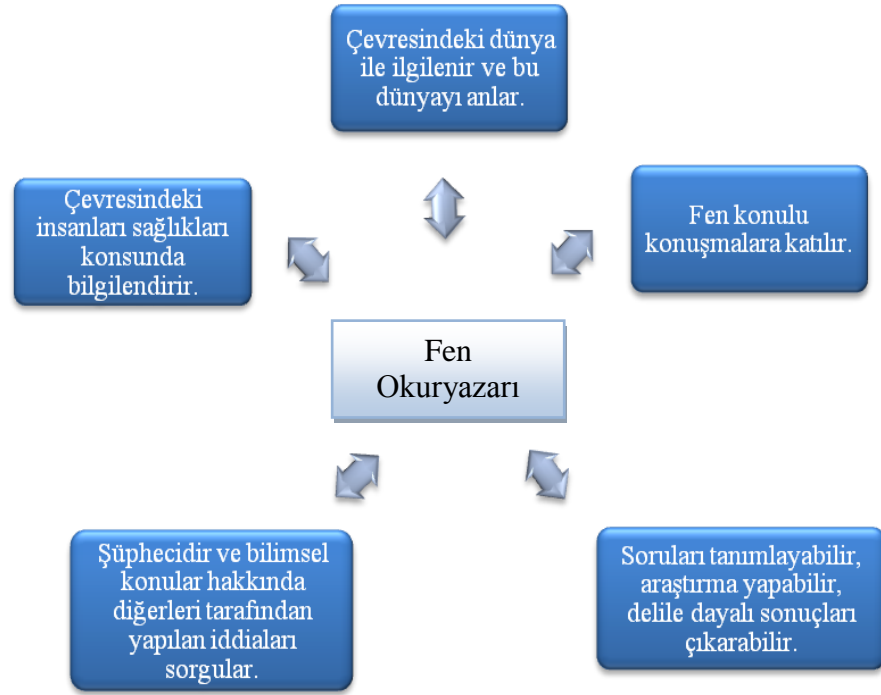 Çevresindeki dünya
ile ilgilenir ve bu
dünyayı anlar.
Çevresindeki
insanları sağlıkları
konsunda
bilgilendirir.
Fen konulu
konuşmalara katılır.
Fen
Okuryazarı
Şüphecidir ve bilimsel
konular hakkında
diğerleri tarafından
yapılan iddiaları
sorgular.
Soruları tanımlayabilir,
araştırma yapabilir,
delile dayalı sonuçları
çıkarabilir.